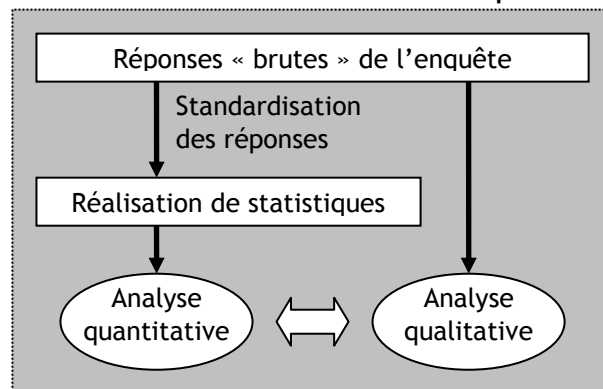 Réponses « brutes » de l'enquête
Standardisation
des réponses
Réalisation de statistiques
Analyse
quantitative
Analyse
qualitative